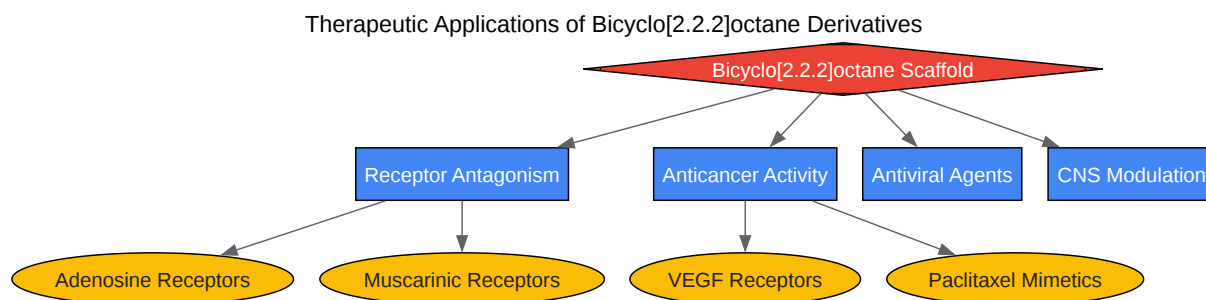 Therapeutic Applications of Bicyclo[2.2.2]octane Derivatives
Bicyclo[2.2.2]octane Scaffold
Receptor Antagonism
Anticancer Activity
Antiviral Agents
CNS Modulation
Adenosine Receptors
Muscarinic Receptors
VEGF Receptors
Paclitaxel Mimetics